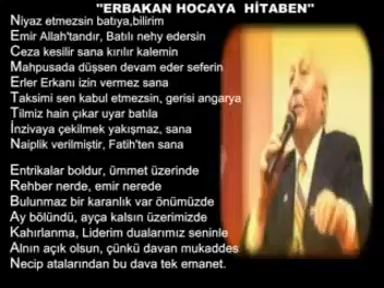 "ERBAKAN HOCAYA HİTABEN"
Niyaz etmezsin batıya,bilirim
Emir Allah'tandır, Batılı nehy edersin
Ceza kesilir sana kırılır kalemin
Mahpusada düşsen devam eder seferin
Erler Erkanı izin vermez sana
Taksimi sen kabul etmezsin, gerisi angarya
Tilmiz hain çıkar uyar batıla
İnzivaya çekilmek yakışmaz, sana
Naiplik verilmiştir, Fatih'ten sana
Entrikalar boldur, ümmet üzerinde
Rehber nerde, emir nerede
Bulunmaz bir karanlık var önümüzde
Ay bölündü, ayça kalsın üzerimizde
Kahırlanma, Liderim dualarımız seninle
Alnın açık olsun, çünkü davan mukaddes
Necip atalarından bu dava tek emanet.